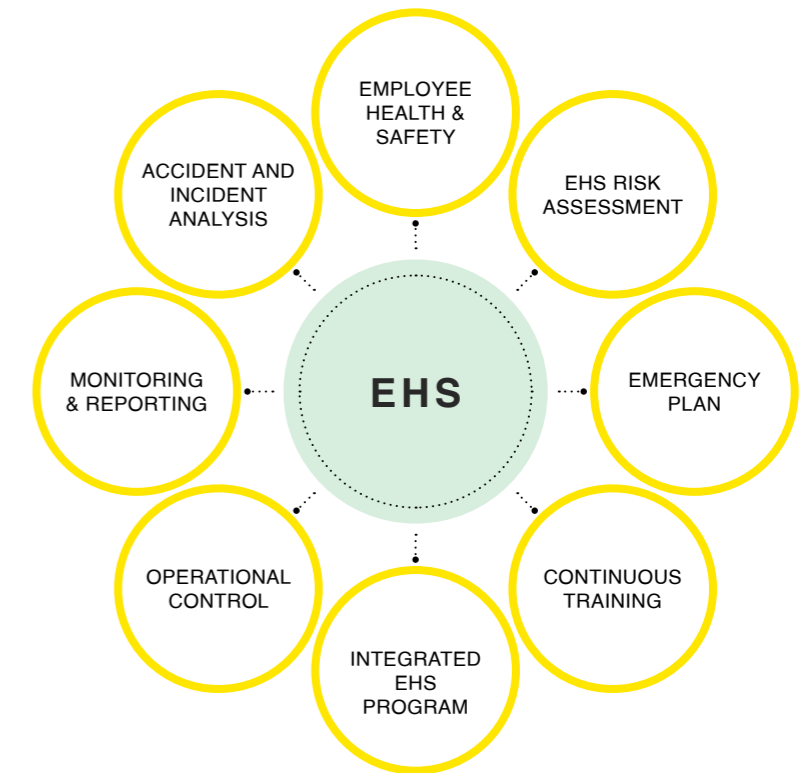 EMPLOYEE
HEALTH &
SAFETY
EHS RISK
ASSESSMENT
EMERGENCY
PLAN
CONTINUOUS
TRAINING
INTEGRATED
EHS
PROGRAM
OPERATIONAL
CONTROL
MONITORING
& REPORTING
ACCIDENT AND
INCIDENT
ANALYSIS
EHS